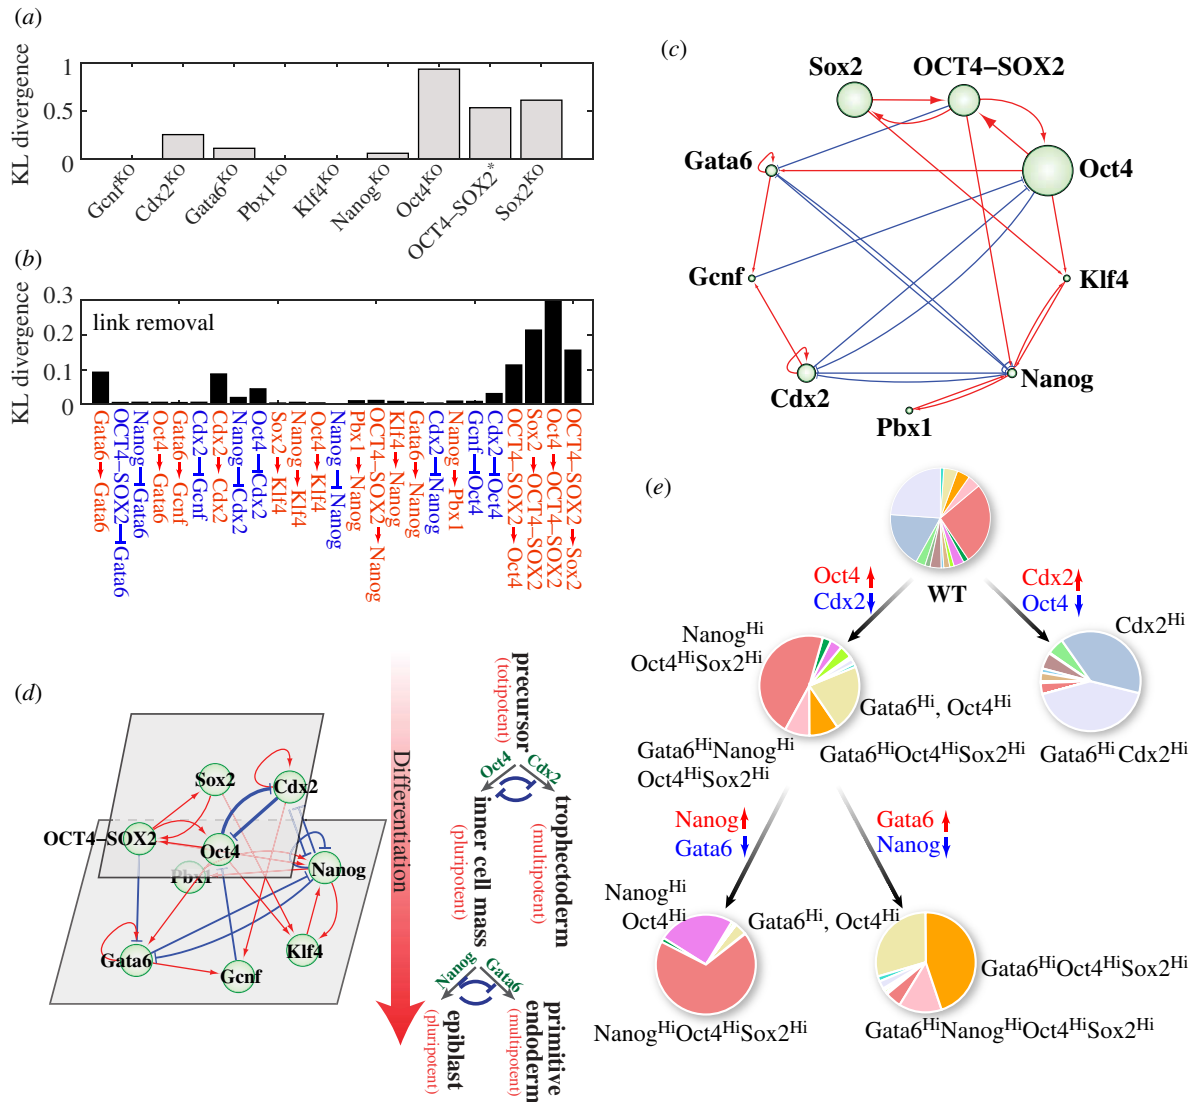 (a)
KL divergence
1
0.5
0
Gcnf^KO
Cdx2^KO
Gata6^KO
Pbx1^KO
Klf4^KO
Nanog^KO
Oct4^KO
OCT4–SOX2*
Sox2^KO
(b)
KL divergence
0.3
0.2
0.1
0
link removal
Gata6→Gata6
OCT4–SOX2⊣Gata6
Nanog⊣Gata6
Oct4→Gata6
Gata6→Gcnf
Cdx2⊣Gcnf
Cdx2→Cdx2
Nanog⊣Cdx2
Oct4⊣Cdx2
Sox2→Klf4
Nanog→Klf4
Oct4→Klf4
Nanog⊣Nanog
Pbx1→Nanog
OCT4–SOX2→Nanog
Klf4→Nanog
Gata6→Nanog
Cdx2⊣Nanog
Nanog→Pbx1
Gcnf⊣Oct4
Cdx2⊣Oct4
OCT4–SOX2→Oct4
Sox2→OCT4–SOX2
Oct4→OCT4–SOX2
OCT4–SOX2→Sox2
(c)
Sox2
OCT4–SOX2
Gata6
Oct4
Gcnf
Klf4
Cdx2
Nanog
Pbx1
(d)
Sox2
Cdx2
OCT4–SOX2
Oct4
Pbx1
Nanog
Gata6
Gcnf
Klf4
Differentiation
precursor
(totipotent)
Oct4
Cdx2
inner cell mass
(pluripotent)
trophectoderm
(multipotent)
Nanog
Gata6
epiblast
(pluripotent)
primitive
endoderm
(multipotent)
(e)
WT
Oct4
Cdx2
Cdx2
Oct4
Nanog^Hi
Oct4^HiSox2^Hi
Cdx2^Hi
Gata6^Hi, Oct4^Hi
Gata6^HiNanog^Hi
Oct4^HiSox2^Hi
Gata6^HiOct4^HiSox2^Hi
Gata6^HiCdx2^Hi
Nanog
Gata6
Gata6
Nanog
Nanog^Hi
Oct4^Hi
Gata6^Hi, Oct4^Hi
Gata6^HiOct4^HiSox2^Hi
Nanog^HiOct4^HiSox2^Hi
Gata6^HiNanog^HiOct4^HiSox2^Hi